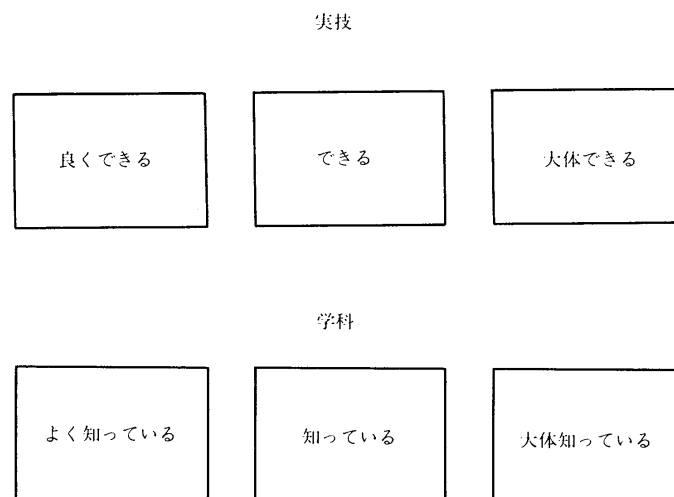 実技
良くできる
できる
大体できる
学科
よく知っている
知っている
大体知っている